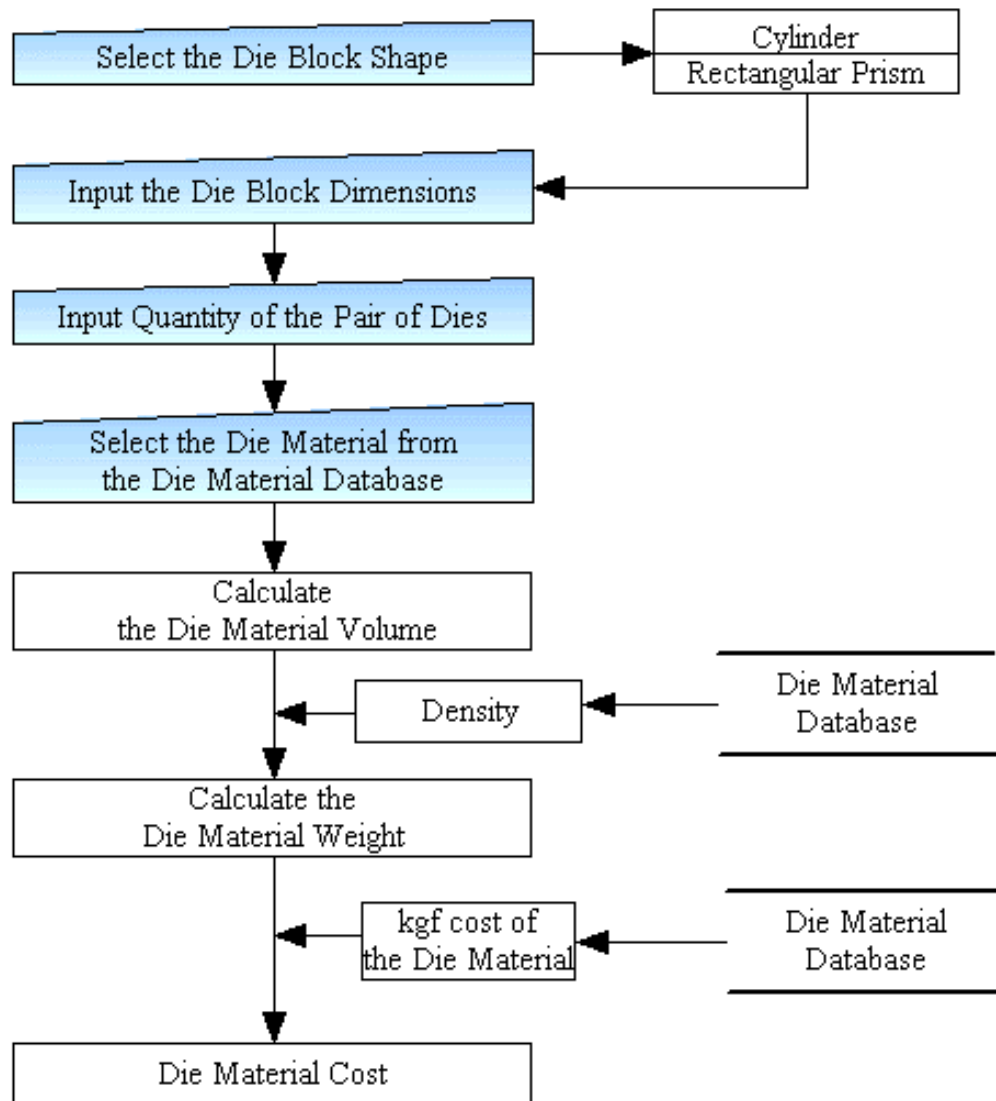 Select the Die Block Shape
Cylinder
Rectangular Prism
Input the Die Block Dimensions
Input Quantity of the Pair of Dies
Select the Die Material from
the Die Material Database
Calculate
the Die Material Volume
Density
Die Material
Database
Calculate the
Die Material Weight
kgf cost of
the Die Material
Die Material
Database
Die Material Cost